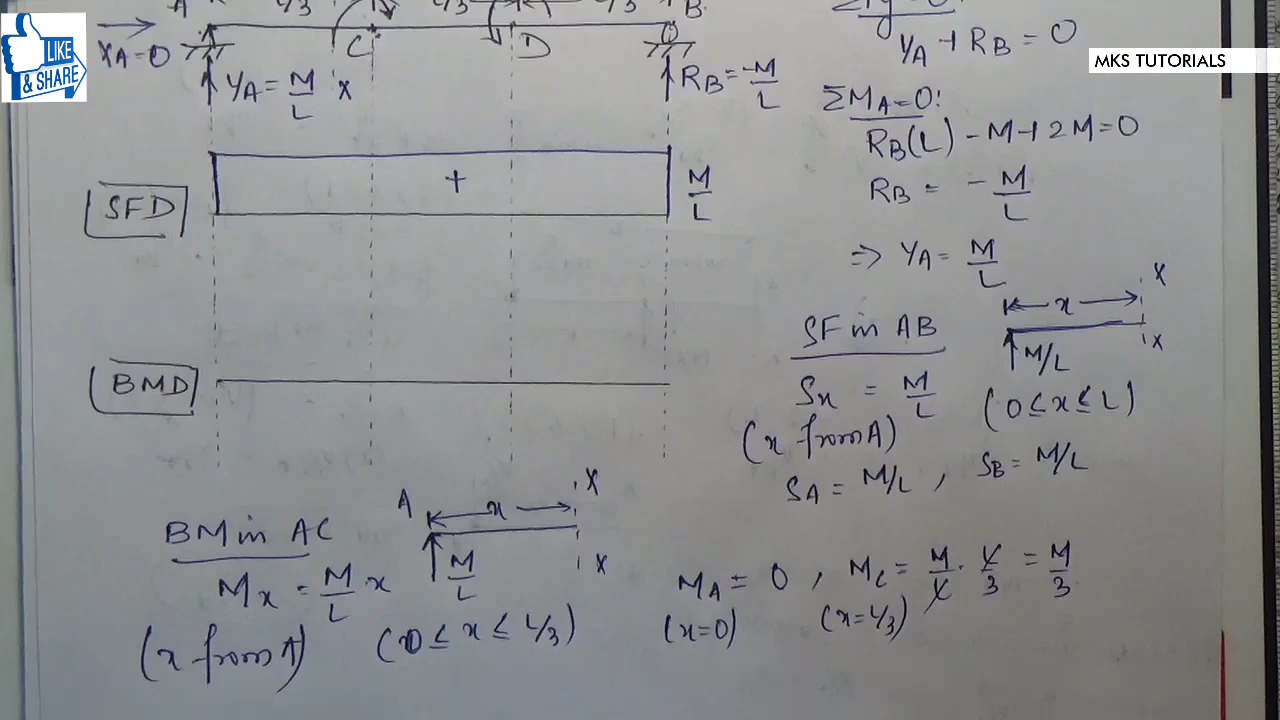 A L/3 L/3 L/3 B
XA=0
C D
YA = M/L x
RB = -M/L
LIKE
& SHARE
YA + RB = 0
MKS TUTORIALS
ΣMA=0:
RB(L) - M + 2M = 0
RB = - M/L
⇒ YA = M/L
SFD
+
M/L
SF in AB
x
X
X
M/L
Sx = M/L (0≤x≤L)
(x from A)
SA = M/L , SB = M/L
BMD
BM in AC
A
x
X
X
M/L
Mx = M/L x
(x from A) (0≤ x ≤ L/3)
MA = 0 , MC = M/L · L/3 = M/3
(x=0) (x=L/3)